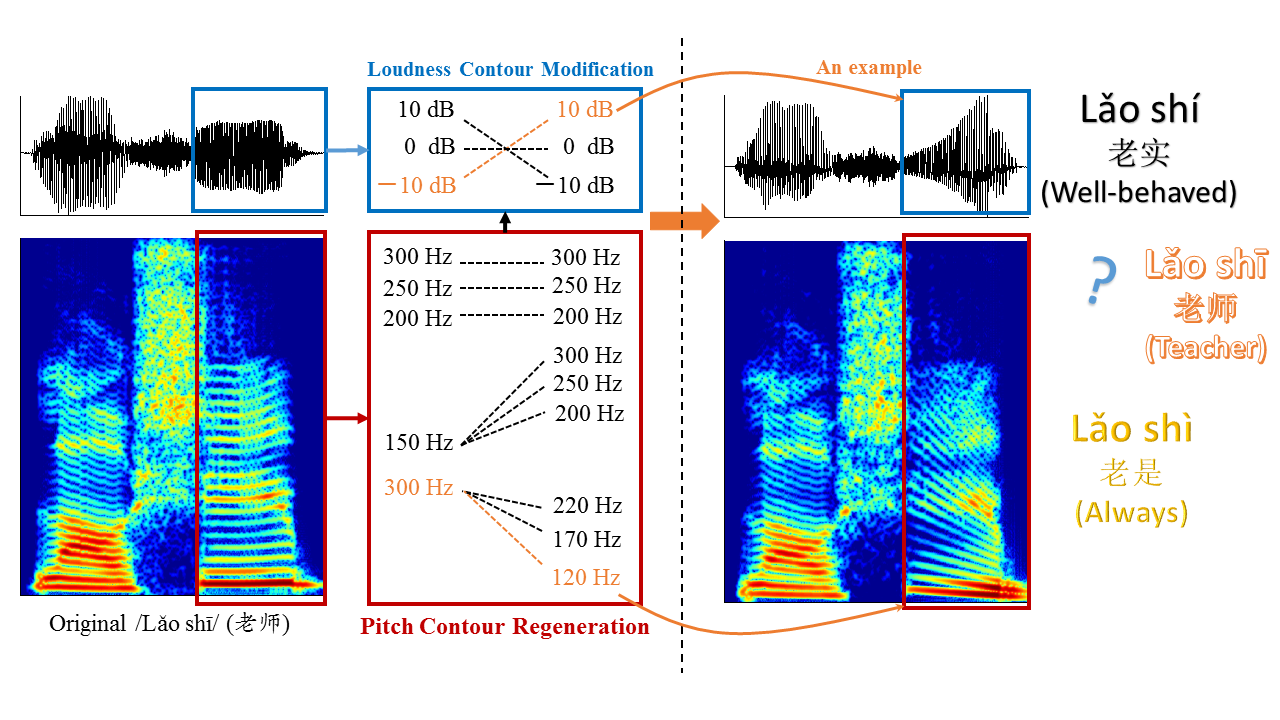 Loudness Contour Modification
10 dB 10 dB
0 dB 0 dB
—10 dB —10 dB
300 Hz 300 Hz
250 Hz 250 Hz
200 Hz 200 Hz
300 Hz
250 Hz
200 Hz
150 Hz
300 Hz
220 Hz
170 Hz
120 Hz
Pitch Contour Regeneration
Original /Lǎo shī/ (老师)
An example
Lǎo shí
老实
(Well-behaved)
?
Lǎo shī
老师
(Teacher)
Lǎo shì
老是
(Always)